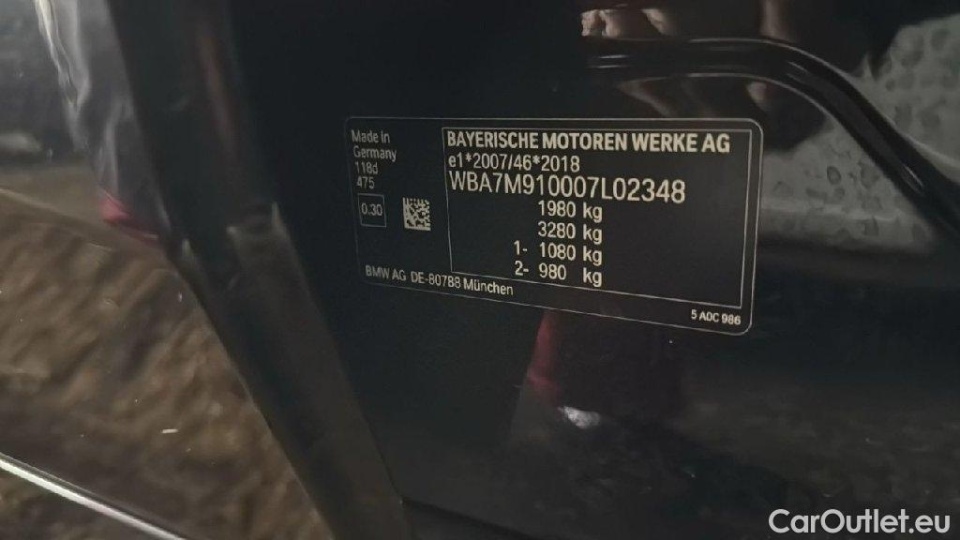 Made in
Germany
118d
475
0.30
BAYERISCHE MOTOREN WERKE AG
e1*2007/46*2018
WBA7M910007L02348
1980 kg
3280 kg
1- 1080 kg
2- 980 kg
BMW AG DE-80788 München
5 A0C 986
CarOutlet.eu